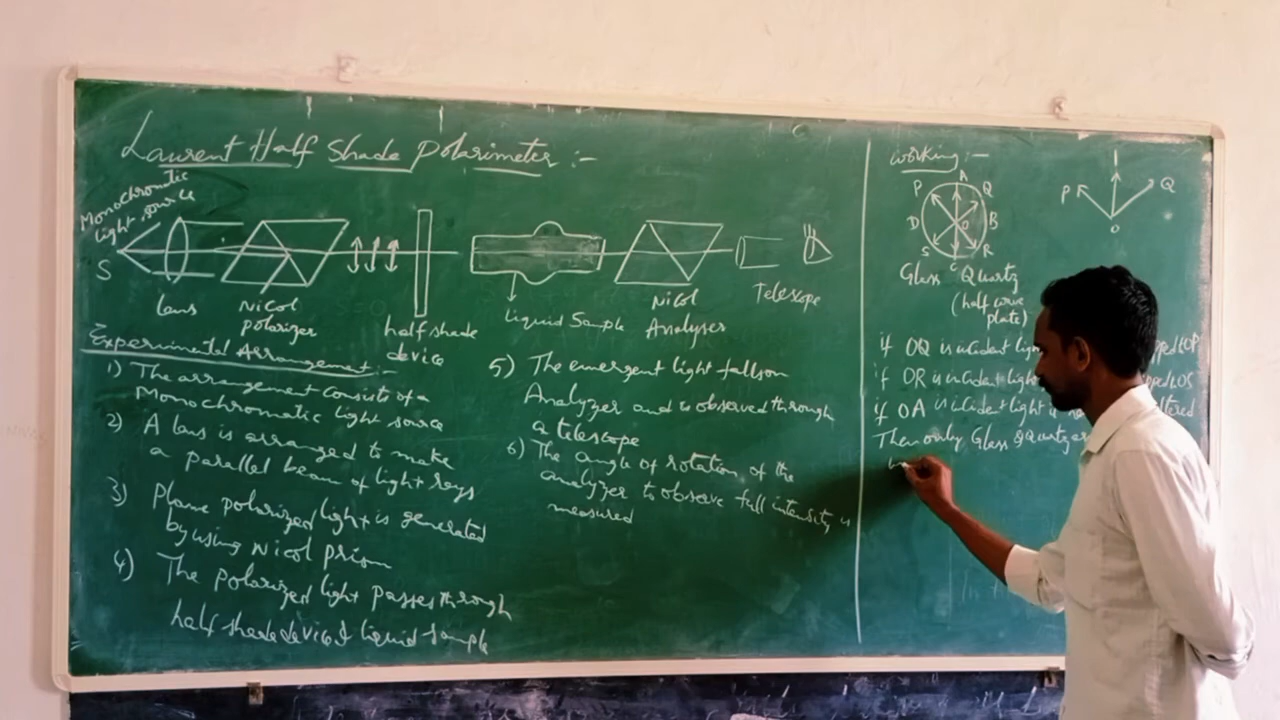 Laurent Half Shade Polarimeter :-
Monochromatic
light source
S
lens
Nicol
polarizer
half shade
device
Liquid Sample
Nicol
Analyser
Telescope
Experimental Arrangement :-
1) The arrangement consists of a
Monochromatic light source
2) A lens is arranged to make
a parallel beam of light rays
3) Plane polarized light is generated
by using Nicol prism
4) The polarized light passes through
half shade device & liquid sample
5) The emergent light falls on
Analyzer and is observed through
a telescope
6) The angle of rotation of the
analyzer to observe full intensity is
measured
working :-
A
P Q
D O B
S R
C
Glass Quartz
(half wave
plate)
P Q
O
if OQ is incident OP
if OR is incident light OS
if OA is incident light
Then only Glass & Quartz